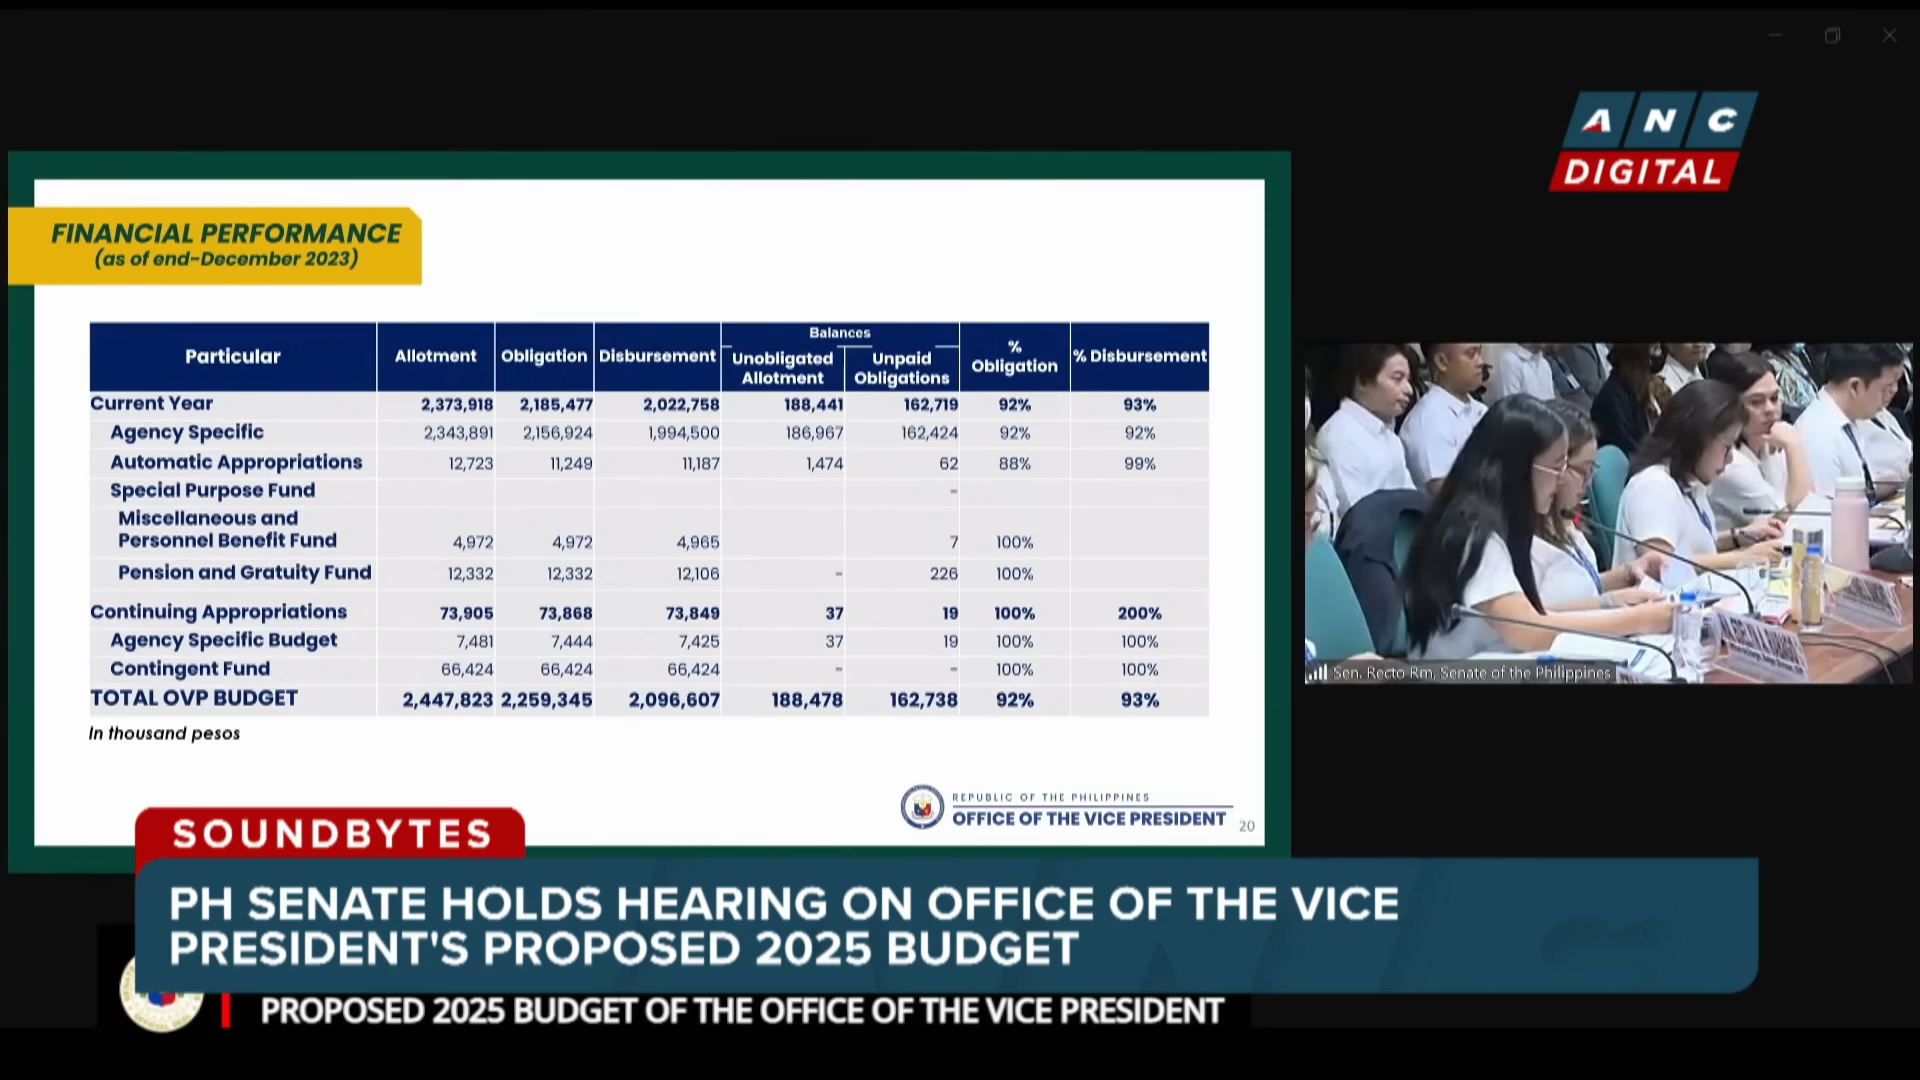 A N C
DIGITAL
FINANCIAL PERFORMANCE
(as of end-December 2023)
Particular Allotment Obligation Disbursement Balances Unobligated Allotment Unpaid Obligations % Obligation % Disbursement
Current Year 2,373,918 2,185,477 2,022,758 188,441 162,719 92% 93%
Agency Specific 2,343,891 2,156,924 1,994,500 186,967 162,424 92% 92%
Automatic Appropriations 12,723 11,249 11,187 1,474 62 88% 99%
Special Purpose Fund -
Miscellaneous and
Personnel Benefit Fund 4,972 4,972 4,965 7 100%
Pension and Gratuity Fund 12,332 12,332 12,106 - 226 100%
Continuing Appropriations 73,905 73,868 73,849 37 19 100% 200%
Agency Specific Budget 7,481 7,444 7,425 37 19 100% 100%
Contingent Fund 66,424 66,424 66,424 - - 100% 100%
TOTAL OVP BUDGET 2,447,823 2,259,345 2,096,607 188,478 162,738 92% 93%
In thousand pesos
REPUBLIC OF THE PHILIPPINES
OFFICE OF THE VICE PRESIDENT
20
Sen. Recto Rm, Senate of the Philippines
SOUNDBYTES
PH SENATE HOLDS HEARING ON OFFICE OF THE VICE
PRESIDENT'S PROPOSED 2025 BUDGET
PROPOSED 2025 BUDGET OF THE OFFICE OF THE VICE PRESIDENT